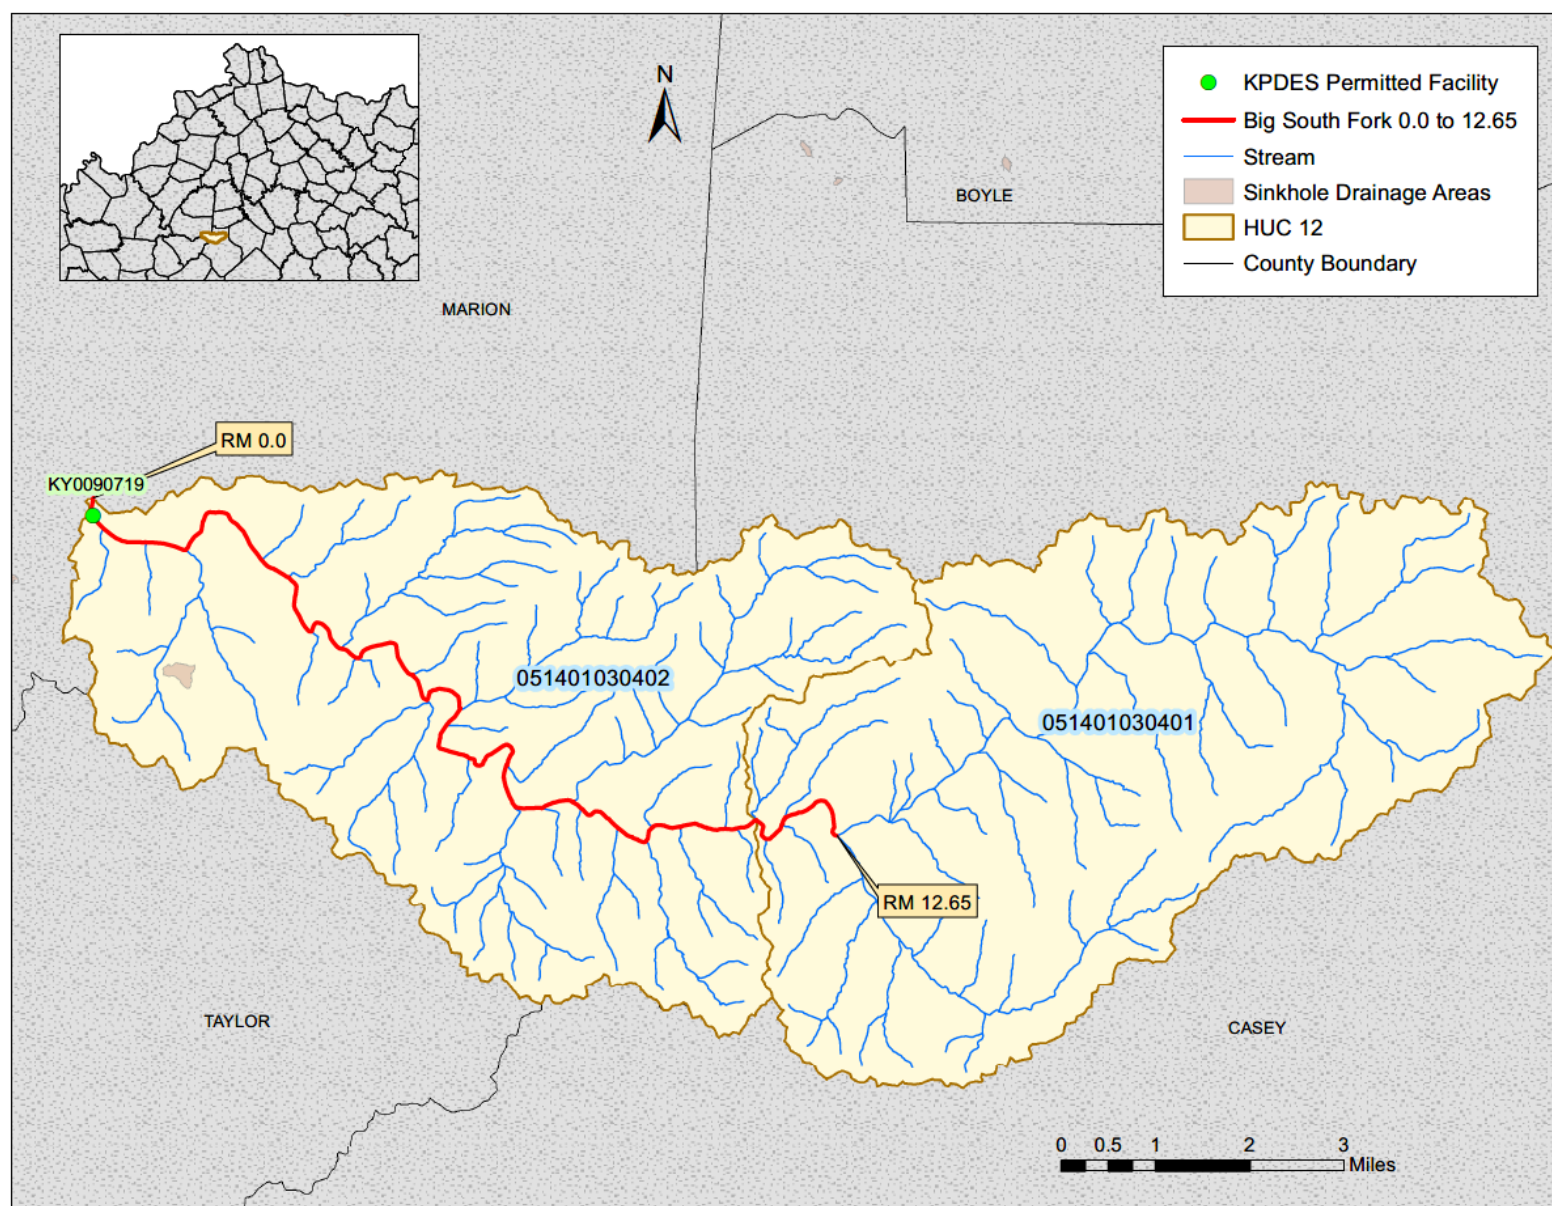 N
KPDES Permitted Facility
Big South Fork 0.0 to 12.65
Stream
Sinkhole Drainage Areas
HUC 12
County Boundary
BOYLE
MARION
RM 0.0
KY0090719
051401030402
051401030401
RM 12.65
TAYLOR
CASEY
0 0.5 1 2 3
Miles